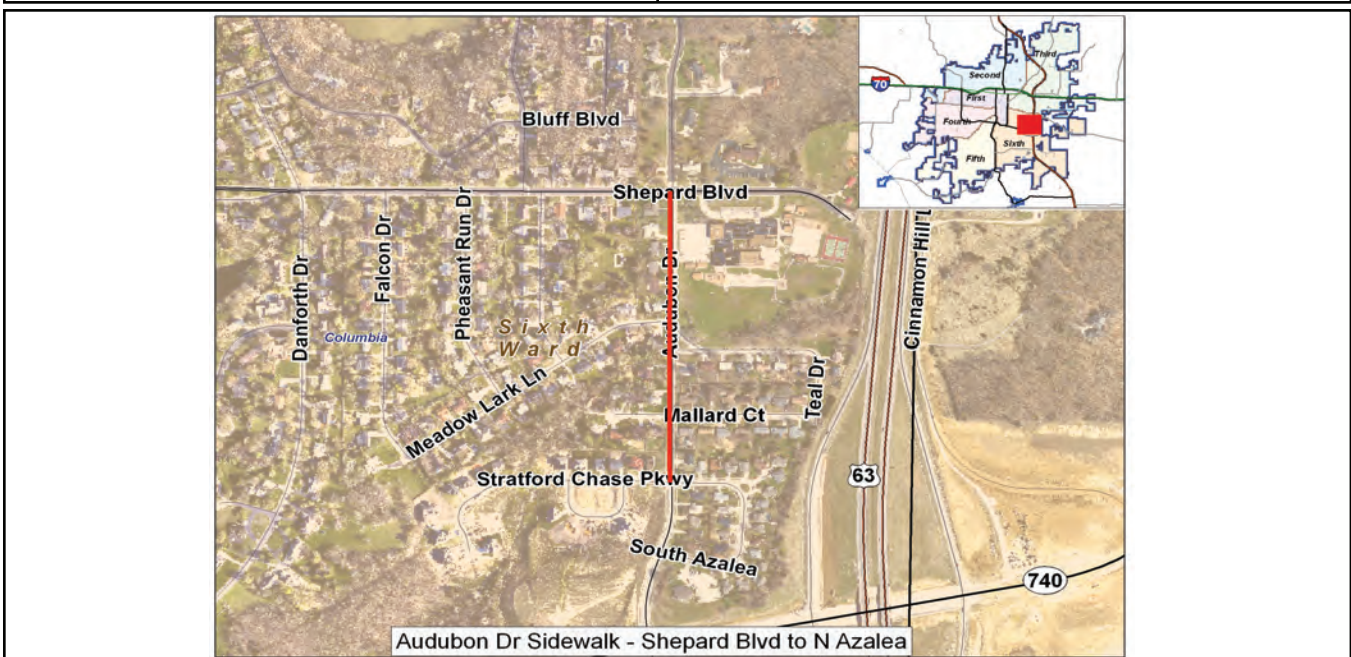 Bluff Blvd
Shepard Blvd
Danforth Dr
Falcon Dr
Pheasant Run Dr
Columbia
Sixth
Ward
Audubon Dr
Meadow Lark Ln
Mallard Ct
Teal Dr
Cinnamon Hill L
Stratford Chase Pkwy
South Azalea
63
740
Third
Second
70
First
Fourth
Sixth
Fifth
Audubon Dr Sidewalk - Shepard Blvd to N Azalea